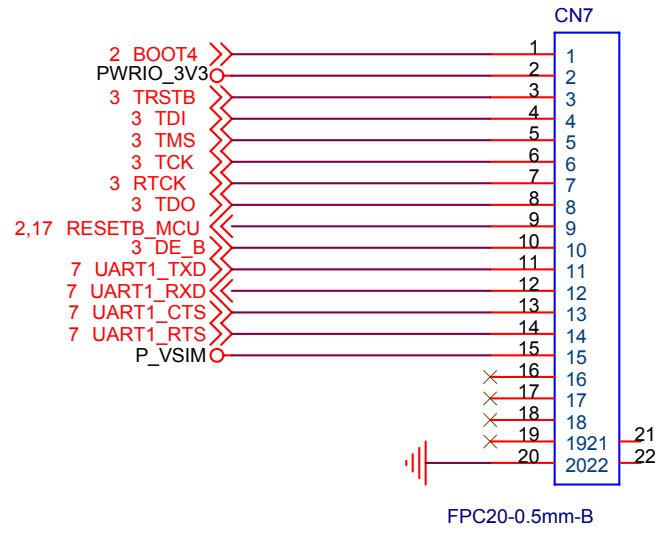 CN7
2 BOOT4 1 1
PWRIO_3V3 2 2
3 TRSTB 3 3
3 TDI 4 4
3 TMS 5 5
3 TCK 6 6
3 RTCK 7 7
3 TDO 8 8
2,17 RESETB_MCU 9 9
3 DE_B 10 10
7 UART1_TXD 11 11
7 UART1_RXD 12 12
7 UART1_CTS 13 13
7 UART1_RTS 14 14
P_VSIM 15 15
16 16
17 17
18 18
19 1921 21
20 2022 22
FPC20-0.5mm-B